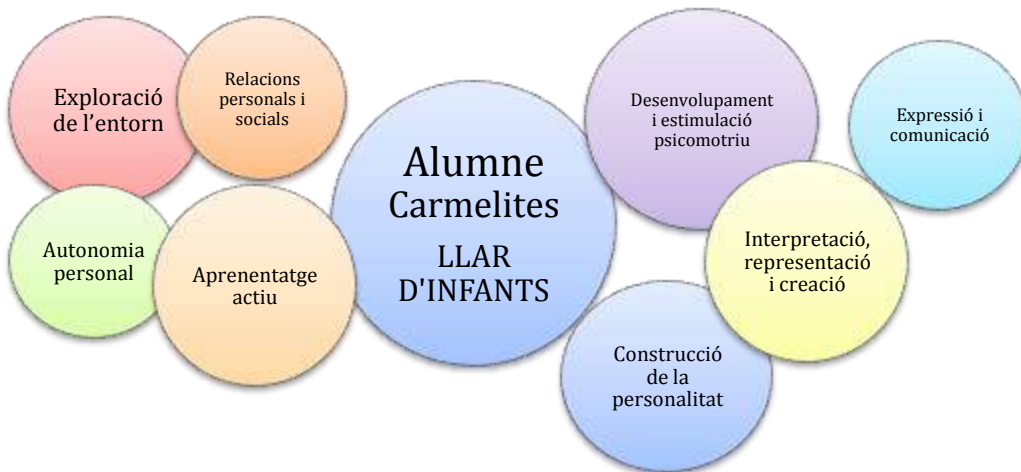 Exploració
de l’entorn
Relacions
personals i
socials
Autonomia
personal
Aprenentatge
actiu
Alumne
Carmelites
LLAR
D'INFANTS
Desenvolupament
i estimulació
psicomotriu
Expressió i
comunicació
Interpretació,
representació
i creació
Construcció
de la
personalitat